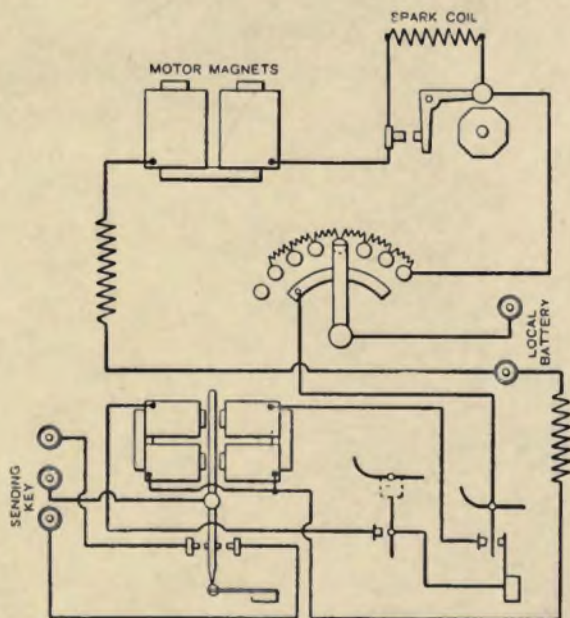 SPARK COIL
MOTOR MAGNETS
LOCAL
BATTERY
SENDING
KEY